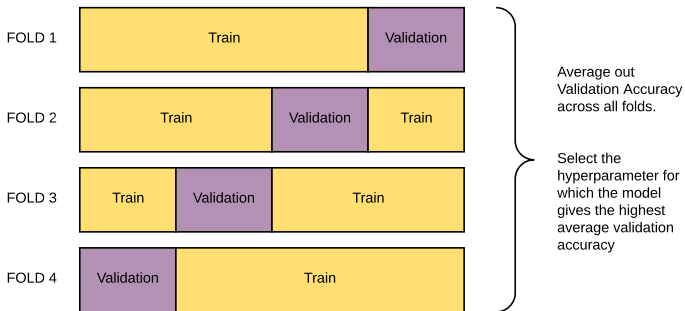 FOLD 1
Train
Validation
FOLD 2
Train
Validation
Train
FOLD 3
Train
Validation
Train
FOLD 4
Validation
Train
Average out
Validation Accuracy
across all folds.
Select the
hyperparameter for
which the model
gives the highest
average validation
accuracy